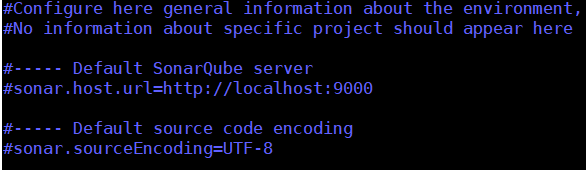 #Configure here general information about the environment,
#No information about specific project should appear here
#----- Default SonarQube server
#sonar.host.url=http://localhost:9000
#----- Default source code encoding
#sonar.sourceEncoding=UTF-8